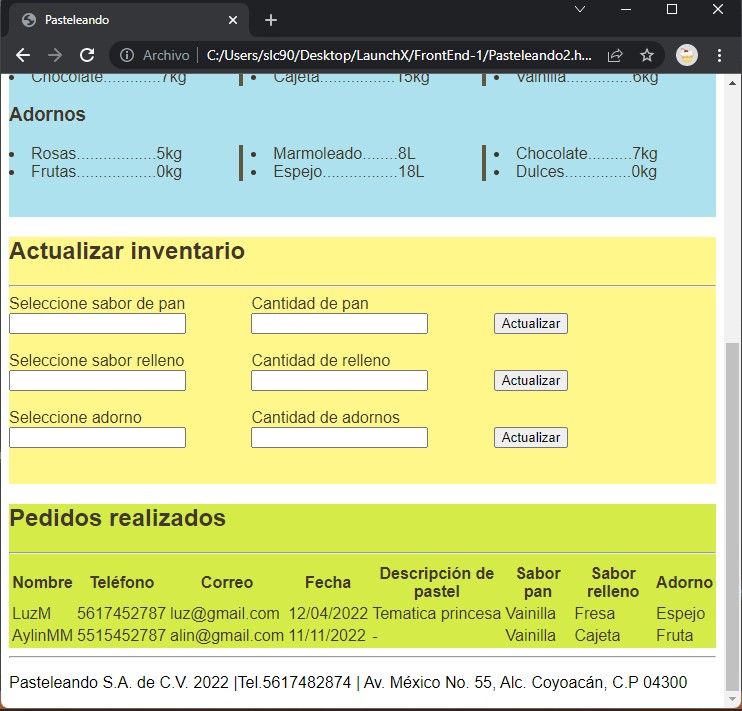 Pasteleando
Archivo C:/Users/slc90/Desktop/LaunchX/FrontEnd-1/Pasteleando2.h...
Chocolate.............7kg Cajeta.................15kg Vainilla...............6kg
Adornos
• Rosas..................5kg • Marmoleado........8L • Chocolate..........7kg
• Frutas..................0kg • Espejo.................18L • Dulces...............0kg
Actualizar inventario
Seleccione sabor de pan Cantidad de pan
Actualizar
Seleccione sabor relleno Cantidad de relleno
Actualizar
Seleccione adorno Cantidad de adornos
Actualizar
Pedidos realizados
Nombre Teléfono Correo Fecha Descripción de pastel Sabor pan Sabor relleno Adorno
LuzM 5617452787 luz@gmail.com 12/04/2022 Tematica princesa Vainilla Fresa Espejo
AylinMM 5515452787 alin@gmail.com 11/11/2022 - Vainilla Cajeta Fruta
Pasteleando S.A. de C.V. 2022 |Tel.5617482874 | Av. México No. 55, Alc. Coyoacán, C.P 04300